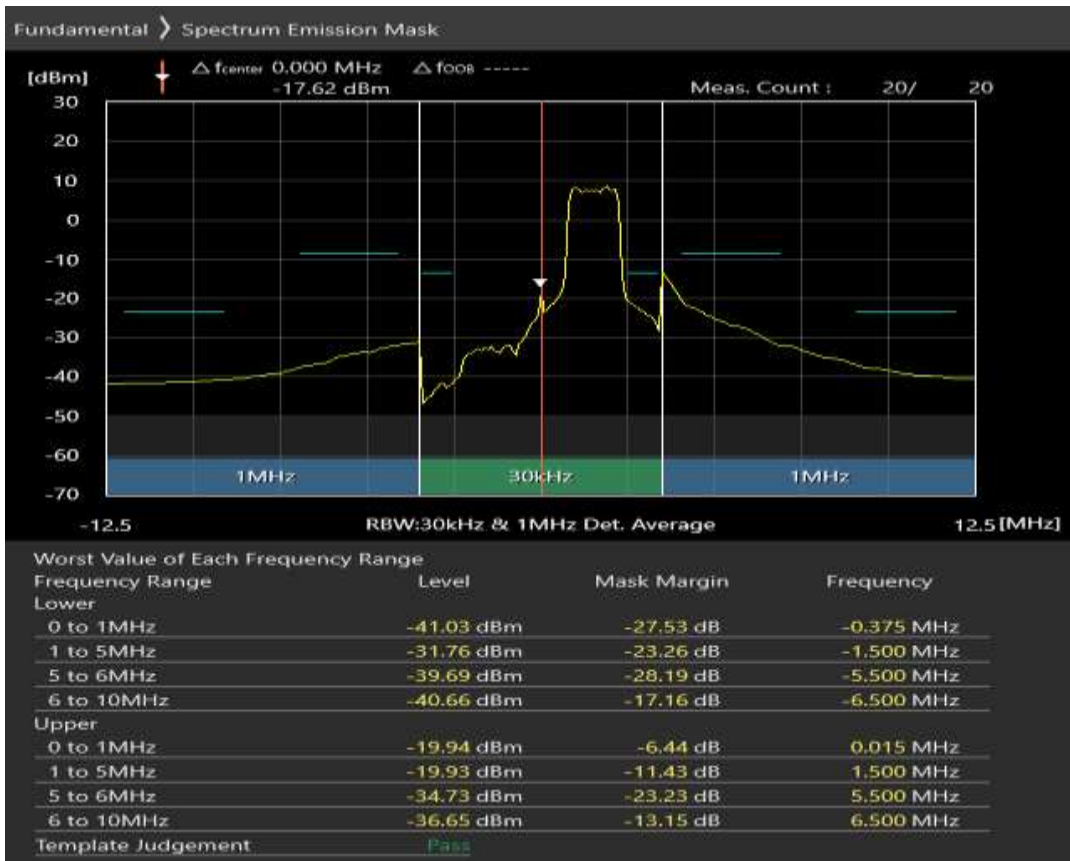 Fundamental ❯ Spectrum Emission Mask
[dBm] △ fcenter 0.000 MHz △ fOOB -----
-17.62 dBm Meas. Count : 20/ 20
30
20
10
0
-10
-20
-30
-40
-50
-60
-70
1MHz 30kHz 1MHz
-12.5 RBW:30kHz & 1MHz Det. Average 12.5 [MHz]
Worst Value of Each Frequency Range
Frequency Range Level Mask Margin Frequency
Lower
0 to 1MHz -41.03 dBm -27.53 dB -0.375 MHz
1 to 5MHz -31.76 dBm -23.26 dB -1.500 MHz
5 to 6MHz -39.69 dBm -28.19 dB -5.500 MHz
6 to 10MHz -40.66 dBm -17.16 dB -6.500 MHz
Upper
0 to 1MHz -19.94 dBm -6.44 dB 0.015 MHz
1 to 5MHz -19.93 dBm -11.43 dB 1.500 MHz
5 to 6MHz -34.73 dBm -23.23 dB 5.500 MHz
6 to 10MHz -36.65 dBm -13.15 dB 6.500 MHz
Template Judgement Pass